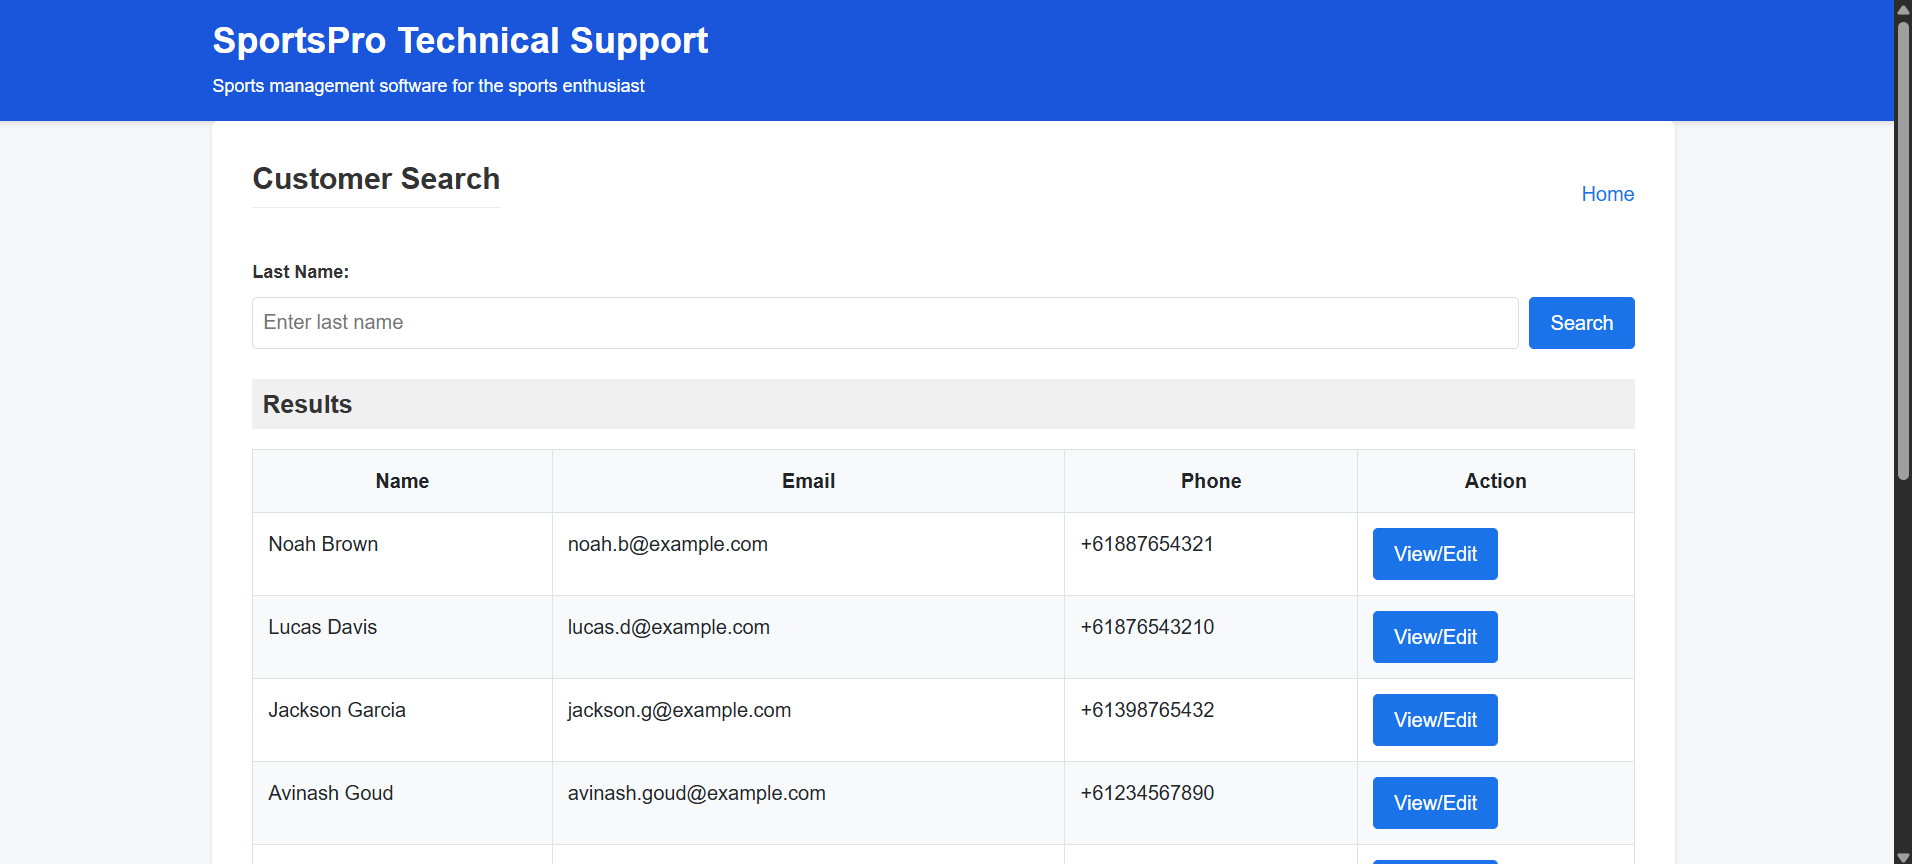 SportsPro Technical Support
Sports management software for the sports enthusiast
Customer Search
Home
Last Name:
Enter last name
Search
Results
Name Email Phone Action
Noah Brown noah.b@example.com +61887654321 View/Edit
Lucas Davis lucas.d@example.com +61876543210 View/Edit
Jackson Garcia jackson.g@example.com +61398765432 View/Edit
Avinash Goud avinash.goud@example.com +61234567890 View/Edit